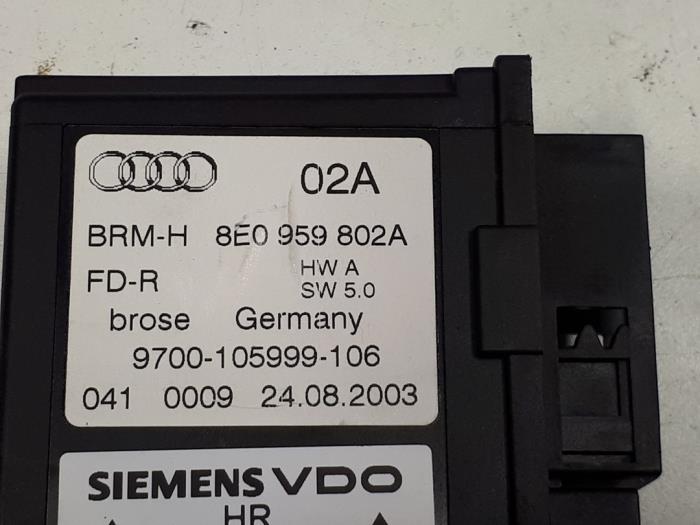 02A
BRM-H 8E0 959 802A
FD-R HW A
SW 5.0
brose Germany
9700-105999-106
041 0009 24.08.2003
SIEMENS VDO
HR